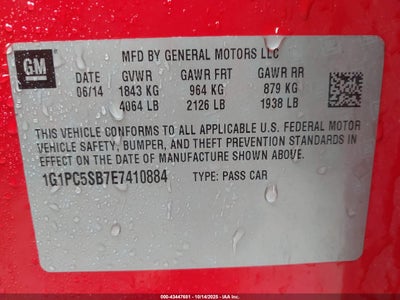 GM
MFD BY GENERAL MOTORS LLC
DATE GVWR GAWR FRT GAWR RR
06/14 1843 KG 964 KG 879 KG
4064 LB 2126 LB 1938 LB
THIS VEHICLE CONFORMS TO ALL APPLICABLE U.S. FEDERAL MOTOR
VEHICLE SAFETY, BUMPER, AND THEFT PREVENTION STANDARDS IN
EFFECT ON THE DATE OF MANUFACTURE SHOWN ABOVE.
1G1PC5SB7E7410884 TYPE: PASS CAR
© 2000-43447681 - 10/14/2025 - IAA Inc.